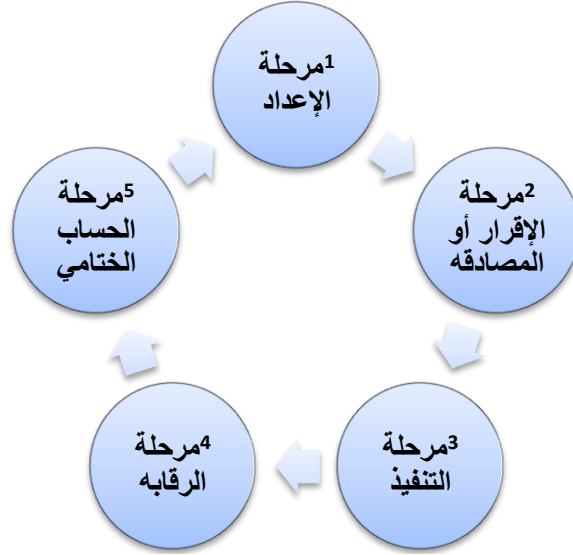 1مرحلة
الإعداد
2مرحلة
الإقرار أو
المصادقه
3مرحلة
التنفيذ
4مرحلة
الرقابه
5مرحلة
الحساب
الختامي